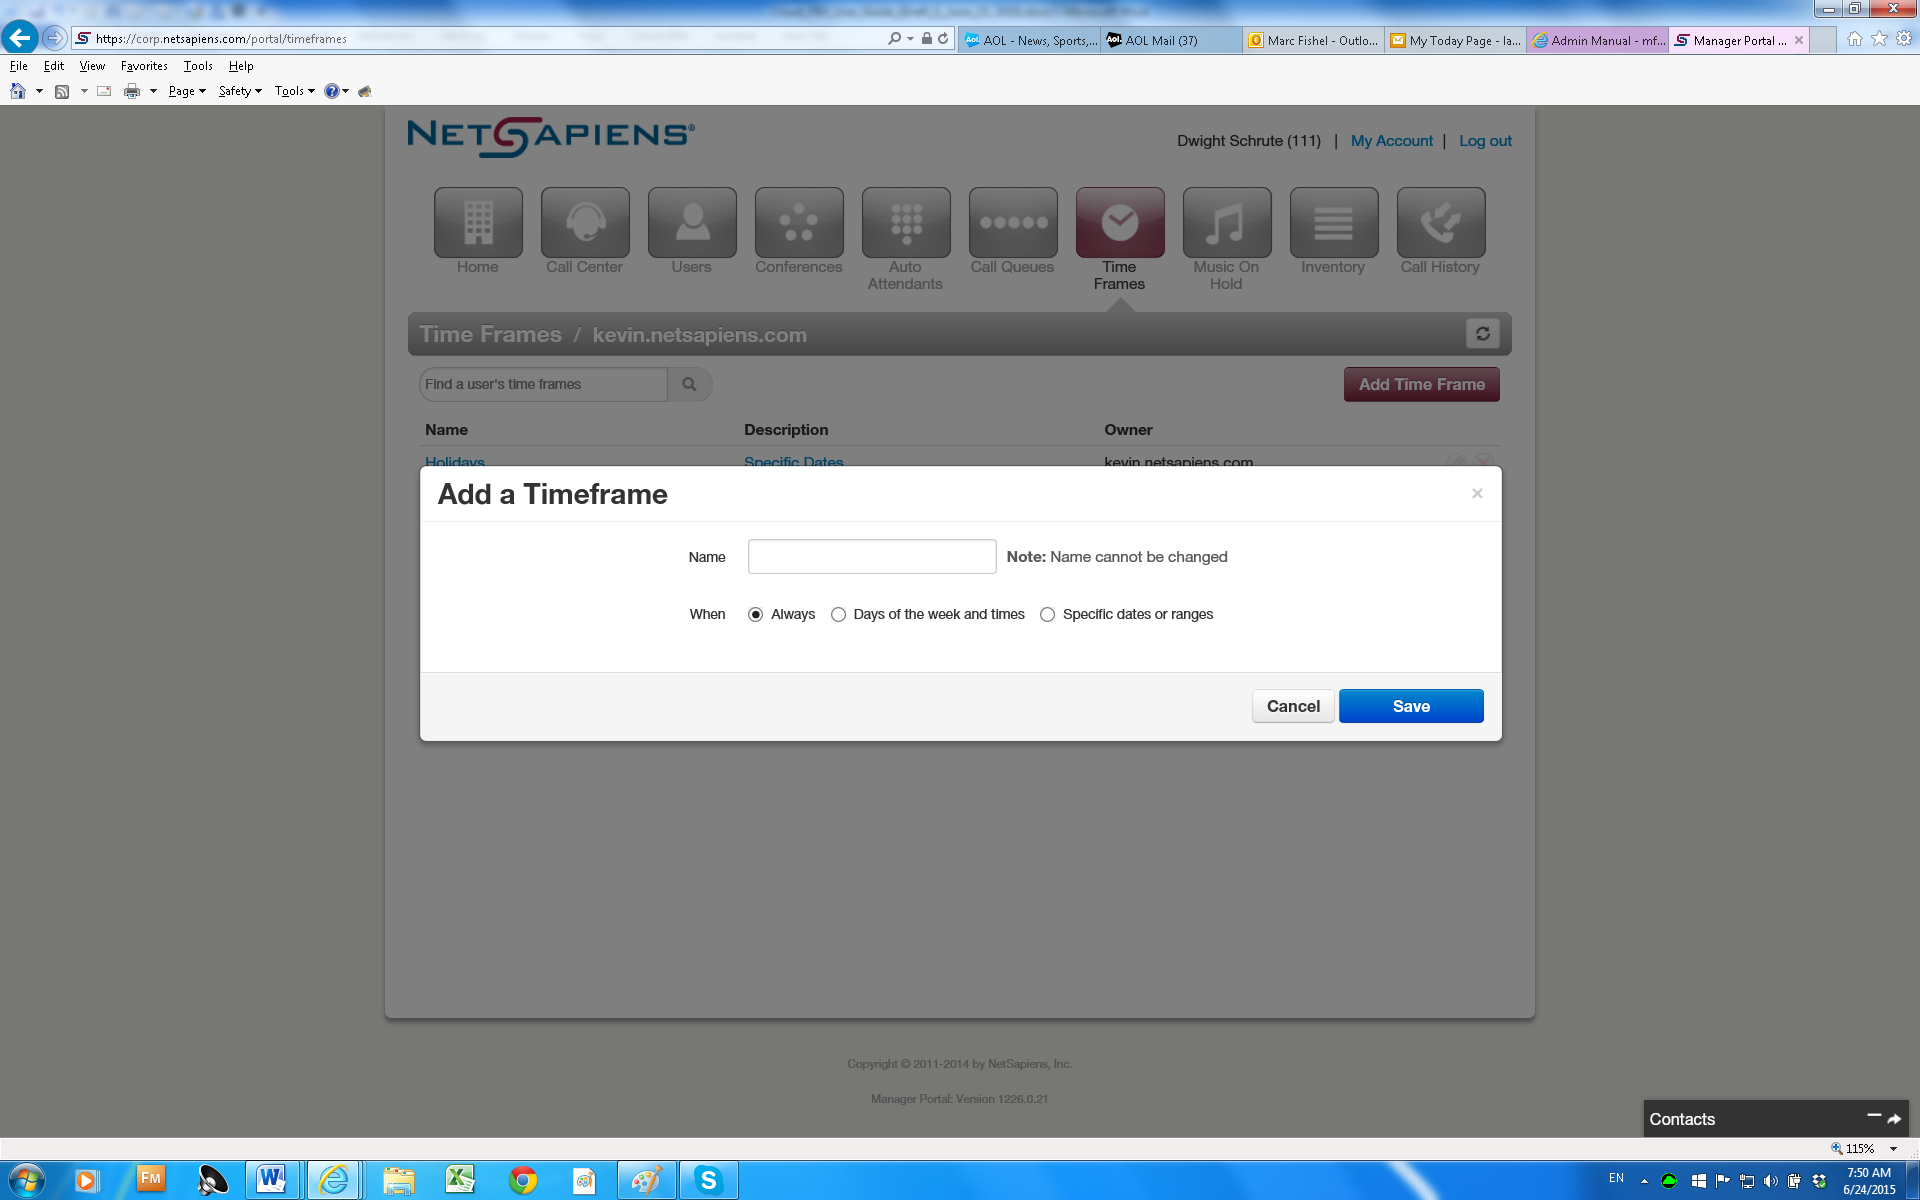 https://corp.netsapiens.com/portal/timeframes
AOL - News, Sports,...
AOL Mail (37)
Marc Fishel - Outlo...
My Today Page - la...
Admin Manual - mf...
Manager Portal ...
File Edit View Favorites Tools Help
Page Safety Tools
NETSAPIENS®
Dwight Schrute (111) | My Account | Log out
Home
Call Center
Users
Conferences
Auto Attendants
Call Queues
Time Frames
Music On Hold
Inventory
Call History
Time Frames / kevin.netsapiens.com
Find a user's time frames
Add Time Frame
Name Description Owner
Holidays Specific Dates kevin.netsapiens.com
Add a Timeframe ×
Name Note: Name cannot be changed
When Always Days of the week and times Specific dates or ranges
Cancel Save
Copyright © 2011-2014 by NetSapiens, Inc.
Manager Portal: Version 1226.0.21
Contacts
115%
FM
EN
7:50 AM
6/24/2015